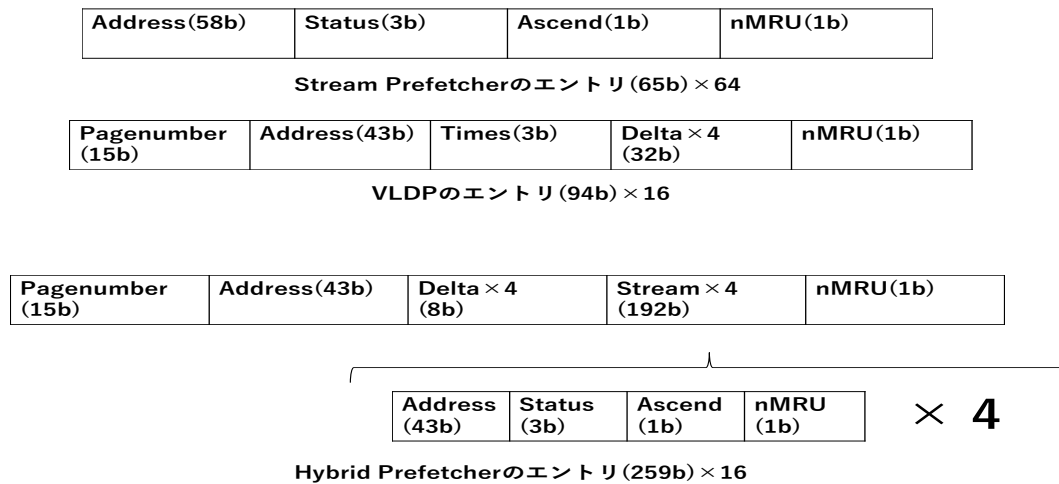 Address(58b) Status(3b) Ascend(1b) nMRU(1b)
Stream Prefetcherのエントリ(65b)×64
Pagenumber Address(43b) Times(3b) Delta×4 nMRU(1b)
(15b) (32b)
VLDPのエントリ(94b)×16
Pagenumber Address(43b) Delta×4 Stream×4 nMRU(1b)
(15b) (8b) (192b)
Address Status Ascend nMRU
(43b) (3b) (1b) (1b)
× 4
Hybrid Prefetcherのエントリ(259b)×16